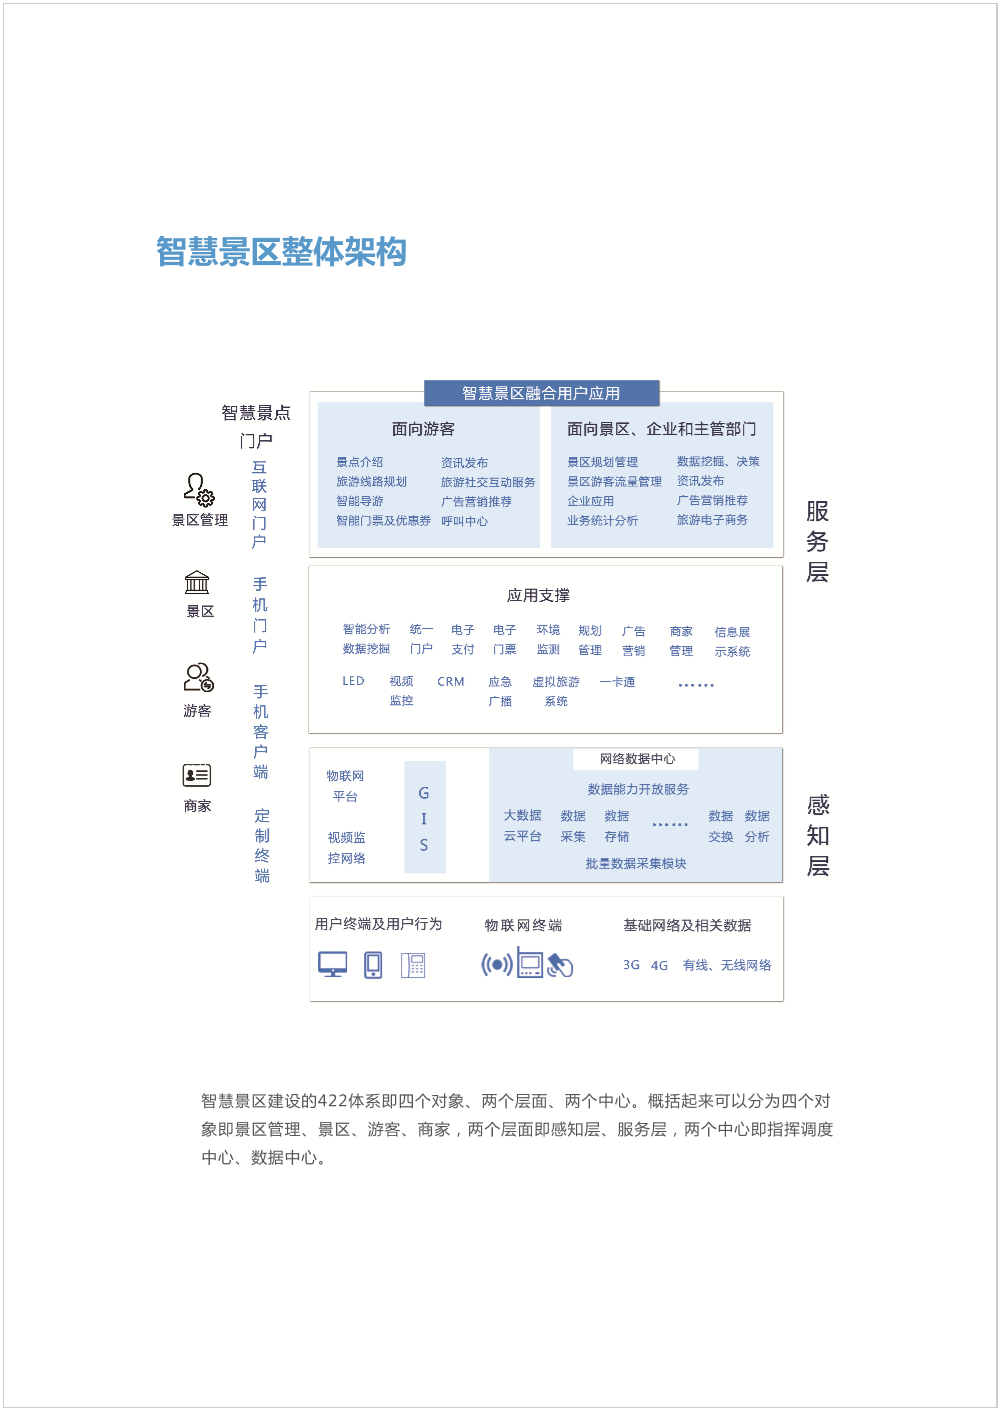 智慧景区整体架构
智慧景区融合用户应用
智慧景点
门户
互联网门户
手机门户
手机客户端
定制终端
景区管理
景区
游客
商家
面向游客
景点介绍
旅游线路规划
智能导游
智能门票及优惠券
资讯发布
旅游社交互动服务
广告营销推荐
呼叫中心
面向景区、企业和主管部门
景区规划管理
景区游客流量管理
企业应用
业务统计分析
数据挖掘、决策
资讯发布
广告营销推荐
旅游电子商务
服务层
应用支撑
智能分析 统一 电子 电子 环境 规划 广告 商家 信息展
数据挖掘 门户 支付 门票 监测 管理 营销 管理 示系统
LED 视频 CRM 应急 虚拟旅游 一卡通 ……
监控 广播 系统
物联网
平台
视频监
控网络
GIS
网络数据中心
数据能力开放服务
大数据 数据 数据 …… 数据 数据
云平台 采集 存储 交换 分析
批量数据采集模块
感知层
用户终端及用户行为
物联网终端
基础网络及相关数据
3G 4G 有线、无线网络
智慧景区建设的422体系即四个对象、两个层面、两个中心。概括起来可以分为四个对
象即景区管理、景区、游客、商家，两个层面即感知层、服务层，两个中心即指挥调度
中心、数据中心。